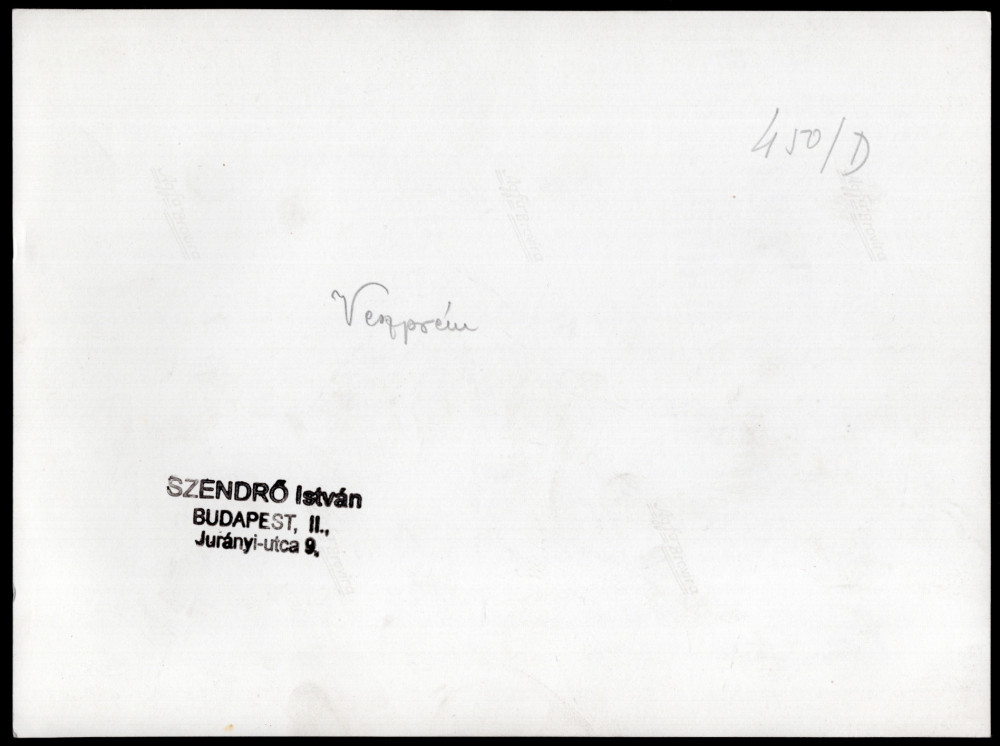 450/D
Veszprém
SZENDRŐ István
BUDAPEST, II.,
Jurányi-utca 9.